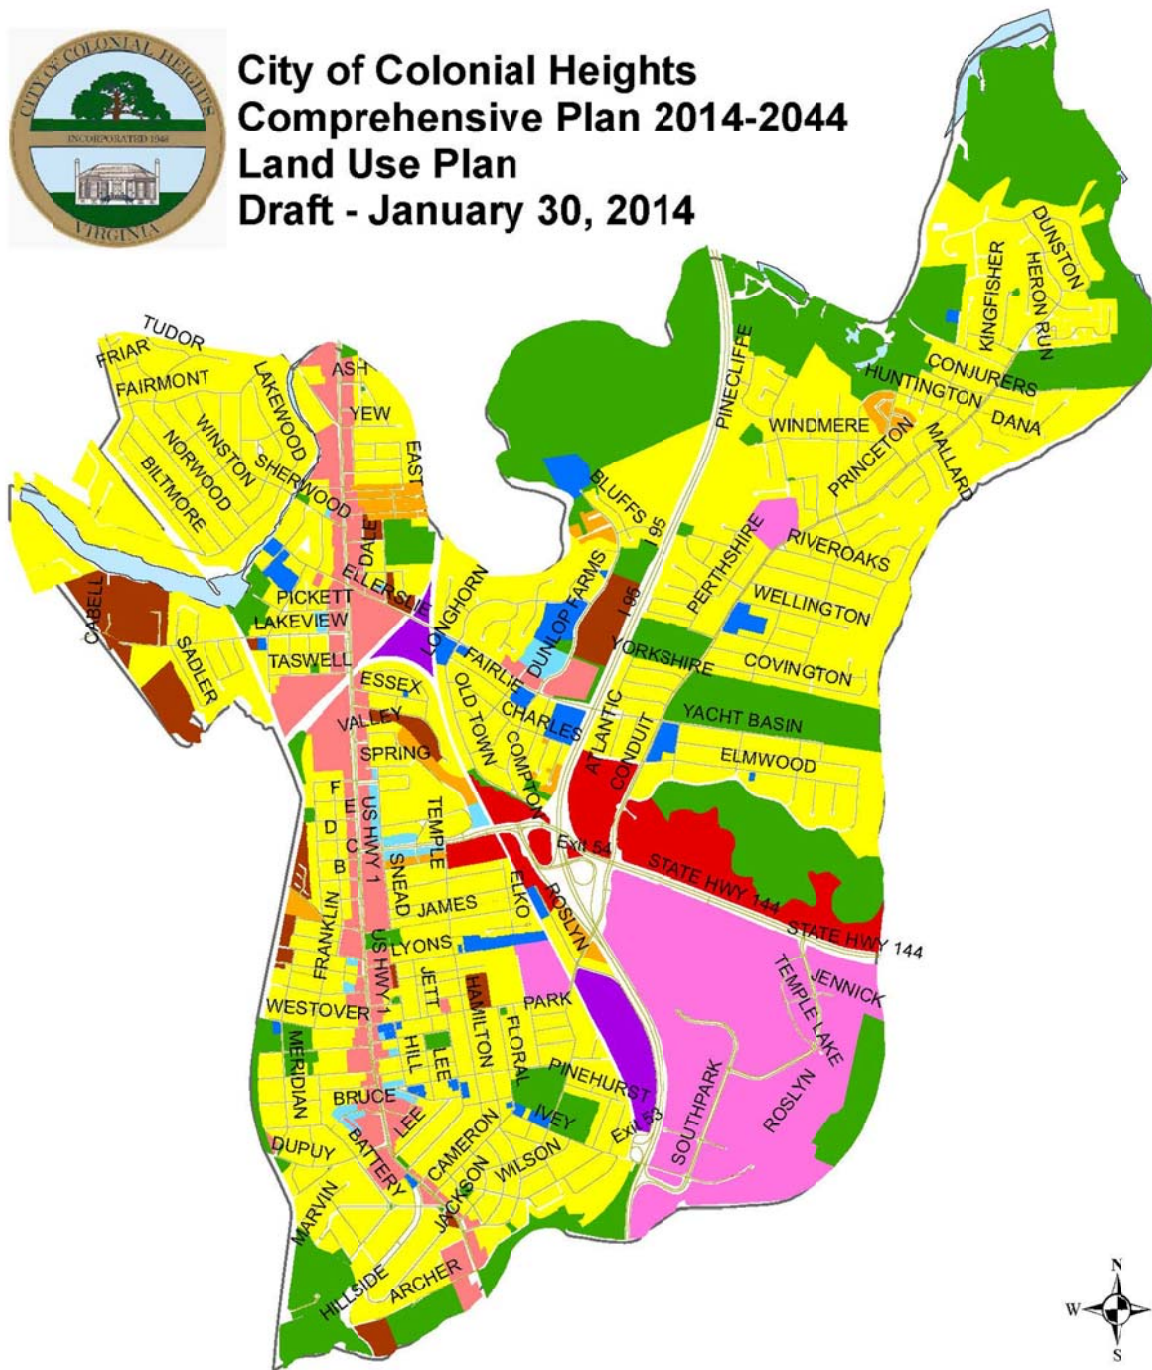 CITY OF COLONIAL HEIGHTS
INCORPORATED 1948
VIRGINIA
City of Colonial Heights
Comprehensive Plan 2014-2044
Land Use Plan
Draft - January 30, 2014
DUNSTON
KINGFISHER
HERON RUN
TUDOR
FRIAR
FAIRMONT
LAKEWOOD
ASH
YEW
PINECLIFFE
CONJURERS
HUNTINGTON
DANA
WINDMERE
PRINCETON
MALLARD
WINSTON
NORWOOD
BILTMORE
SHERWOOD
EAST
BLUFFS
I 95
DALE
PERTHSHIRE
RIVEROAKS
CABELL
PICKETT
ELLERSLIE
LONGHORN
DUNLOP FARMS
I 95
WELLINGTON
LAKEVIEW
SADLER
TASWELL
FAIRLIE
YORKSHIRE
COVINGTON
ESSEX
OLD TOWN
CHARLES
ATLANTIC
YACHT BASIN
VALLEY
SPRING
COMPTON
CONDUIT
ELMWOOD
F
E
D
C
B
US HWY 1
TEMPLE
SNEAD
Exit 54
STATE HWY 144
STATE HWY 144
ELKO
ROSLYN
JAMES
FRANKLIN
LYONS
US HWY 1
JETT
HAMILTON
PARK
TEMPLE LAKE
JENNICK
WESTOVER
MERIDIAN
HILL
LEE
FLORAL
PINEHURST
SOUTHPARK
ROSLYN
BRUCE
LEE
IVEY
Exit 53
DUPUY
BATTERY
CAMERON
WILSON
JACKSON
MARVIN
HILLSIDE
ARCHER
N
W
E
S